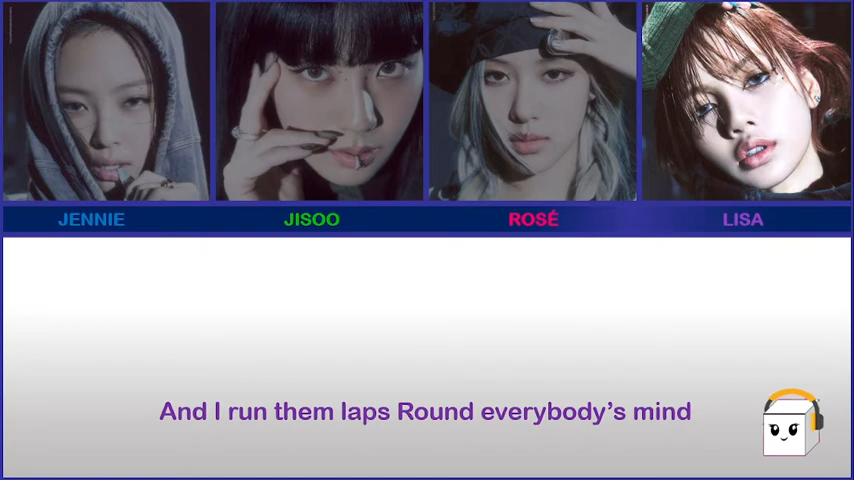 JENNIE
JISOO
ROSÉ
LISA
And I run them laps Round everybody's mind